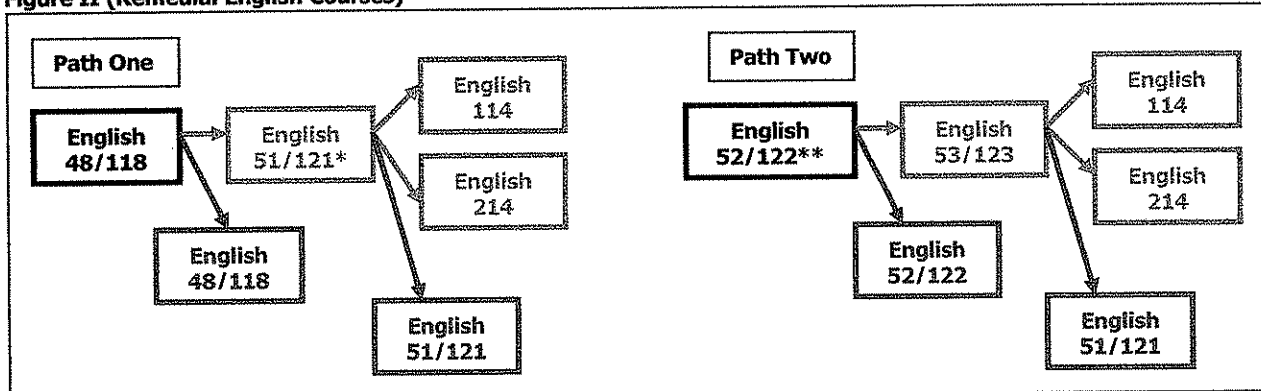 Figure II (Remedial English Courses)
Path One
English
48/118
English
51/121*
English
114
English
214
English
48/118
English
51/121
Path Two
English
52/122**
English
53/123
English
114
English
214
English
52/122
English
51/121